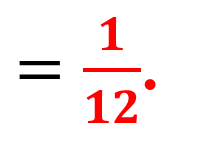 = 1/12.